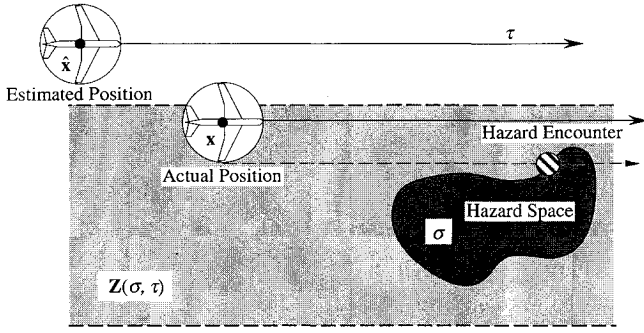 τ
x̂
Estimated Position
x
Hazard Encounter
Actual Position
Hazard Space
σ
Z(σ, τ)